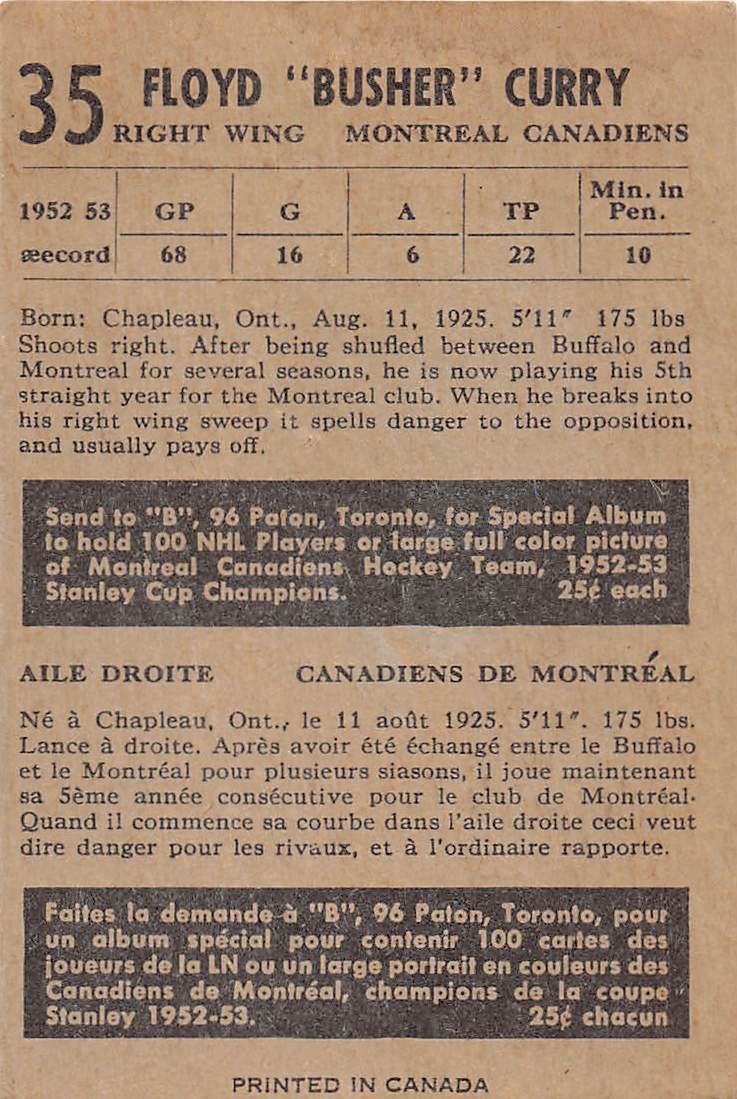 35 FLOYD "BUSHER" CURRY
RIGHT WING MONTREAL CANADIENS
1952 53 GP G A TP Min. in Pen.
æecord 68 16 6 22 10
Born: Chapleau, Ont., Aug. 11, 1925. 5'11" 175 lbs
Shoots right. After being shufled between Buffalo and
Montreal for several seasons, he is now playing his 5th
straight year for the Montreal club. When he breaks into
his right wing sweep it spells danger to the opposition,
and usually pays off.
Send to "B", 96 Paton, Toronto, for Special Album
to hold 100 NHL Players or large full color picture
of Montreal Canadiens Hockey Team, 1952-53
Stanley Cup Champions. 25¢ each
AILE DROITE CANADIENS DE MONTRÉAL
Né à Chapleau, Ont., le 11 août 1925. 5'11". 175 lbs.
Lance à droite. Après avoir été échangé entre le Buffalo
et le Montréal pour plusieurs siasons, il joue maintenant
sa 5ème année consécutive pour le club de Montréal.
Quand il commence sa courbe dans l'aile droite ceci veut
dire danger pour les rivaux, et à l'ordinaire rapporte.
Faites la demande à "B", 96 Paton, Toronto, pour
un album spécial pour contenir 100 cartes des
joueurs de la LN ou un large portrait en couleurs des
Canadiens de Montréal, champions de la coupe
Stanley 1952-53. 25¢ chacun
PRINTED IN CANADA